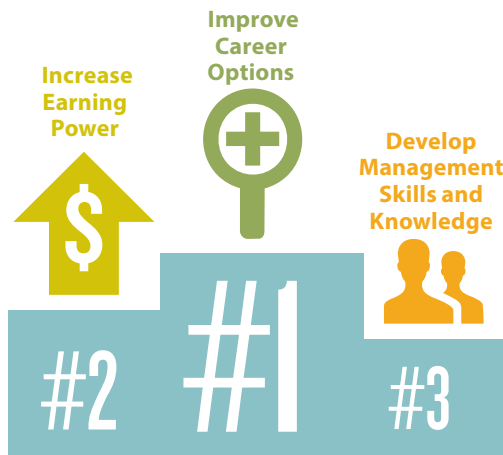 Improve
Career
Options
Increase
Earning
Power
Develop
Management
Skills and
Knowledge
$
#2
#1
#3